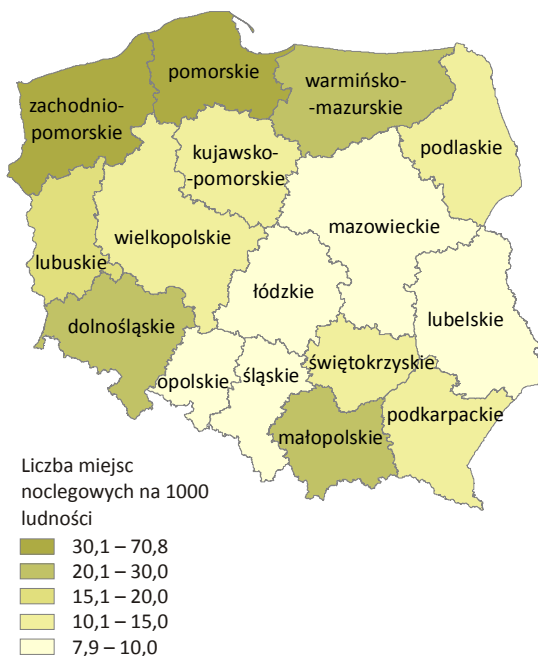 pomorskie
warmińsko-
-mazurskie
zachodnio-
pomorskie
podlaskie
kujawsko-
-pomorskie
mazowieckie
wielkopolskie
lubuskie
łódzkie
lubelskie
dolnośląskie
świętokrzyskie
opolskie
śląskie
podkarpackie
małopolskie
Liczba miejsc
noclegowych na 1000
ludności
30,1 – 70,8
20,1 – 30,0
15,1 – 20,0
10,1 – 15,0
7,9 – 10,0